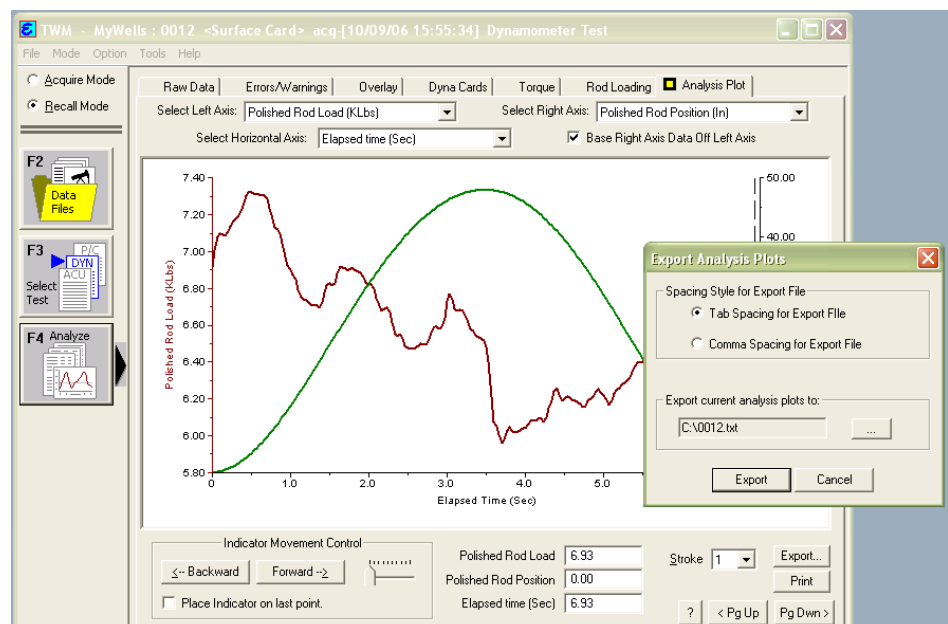 TWM - MyWells : 0012 <Surface Card> acq-[10/09/06 15:55:34] Dynamometer Test
File Mode Option Tools Help
Acquire Mode
Recall Mode
F2
Data
Files
F3
P/C
DYN
ACU
Select
Test
F4 Analyze
Raw Data Errors/Warnings Overlay Dyna Cards Torque Rod Loading Analysis Plot
Select Left Axis: Polished Rod Load (KLbs) Select Right Axis: Polished Rod Position (In)
Select Horizontal Axis: Elapsed time (Sec) Base Right Axis Data Off Left Axis
Polished Rod Load (KLbs)
7.40
7.20
7.00
6.80
6.60
6.40
6.20
6.00
5.80
0 1.0 2.0 3.0 4.0 5.0
Elapsed Time (Sec)
50.00
40.00
Export Analysis Plots
Spacing Style for Export File
Tab Spacing for Export FIle
Comma Spacing for Export File
Export current analysis plots to:
C:\0012.txt ...
Export Cancel
Indicator Movement Control
<-- Backward Forward -->
Place Indicator on last point.
Polished Rod Load 6.93
Polished Rod Position 0.00
Elapsed time (Sec) 6.93
Stroke 1 Export...
Print
? < Pg Up Pg Dwn >